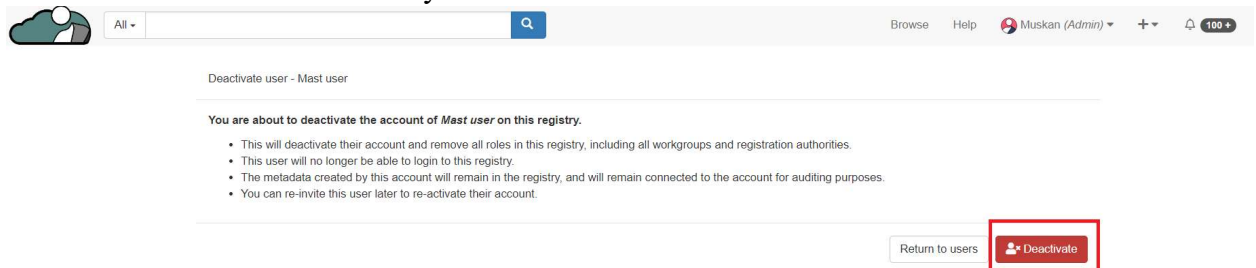 All
Browse Help Muskan (Admin) + 100 +
Deactivate user - Mast user
You are about to deactivate the account of Mast user on this registry.
• This will deactivate their account and remove all roles in this registry, including all workgroups and registration authorities.
• This user will no longer be able to login to this registry.
• The metadata created by this account will remain in the registry, and will remain connected to the account for auditing purposes.
• You can re-invite this user later to re-activate their account.
Return to users Deactivate